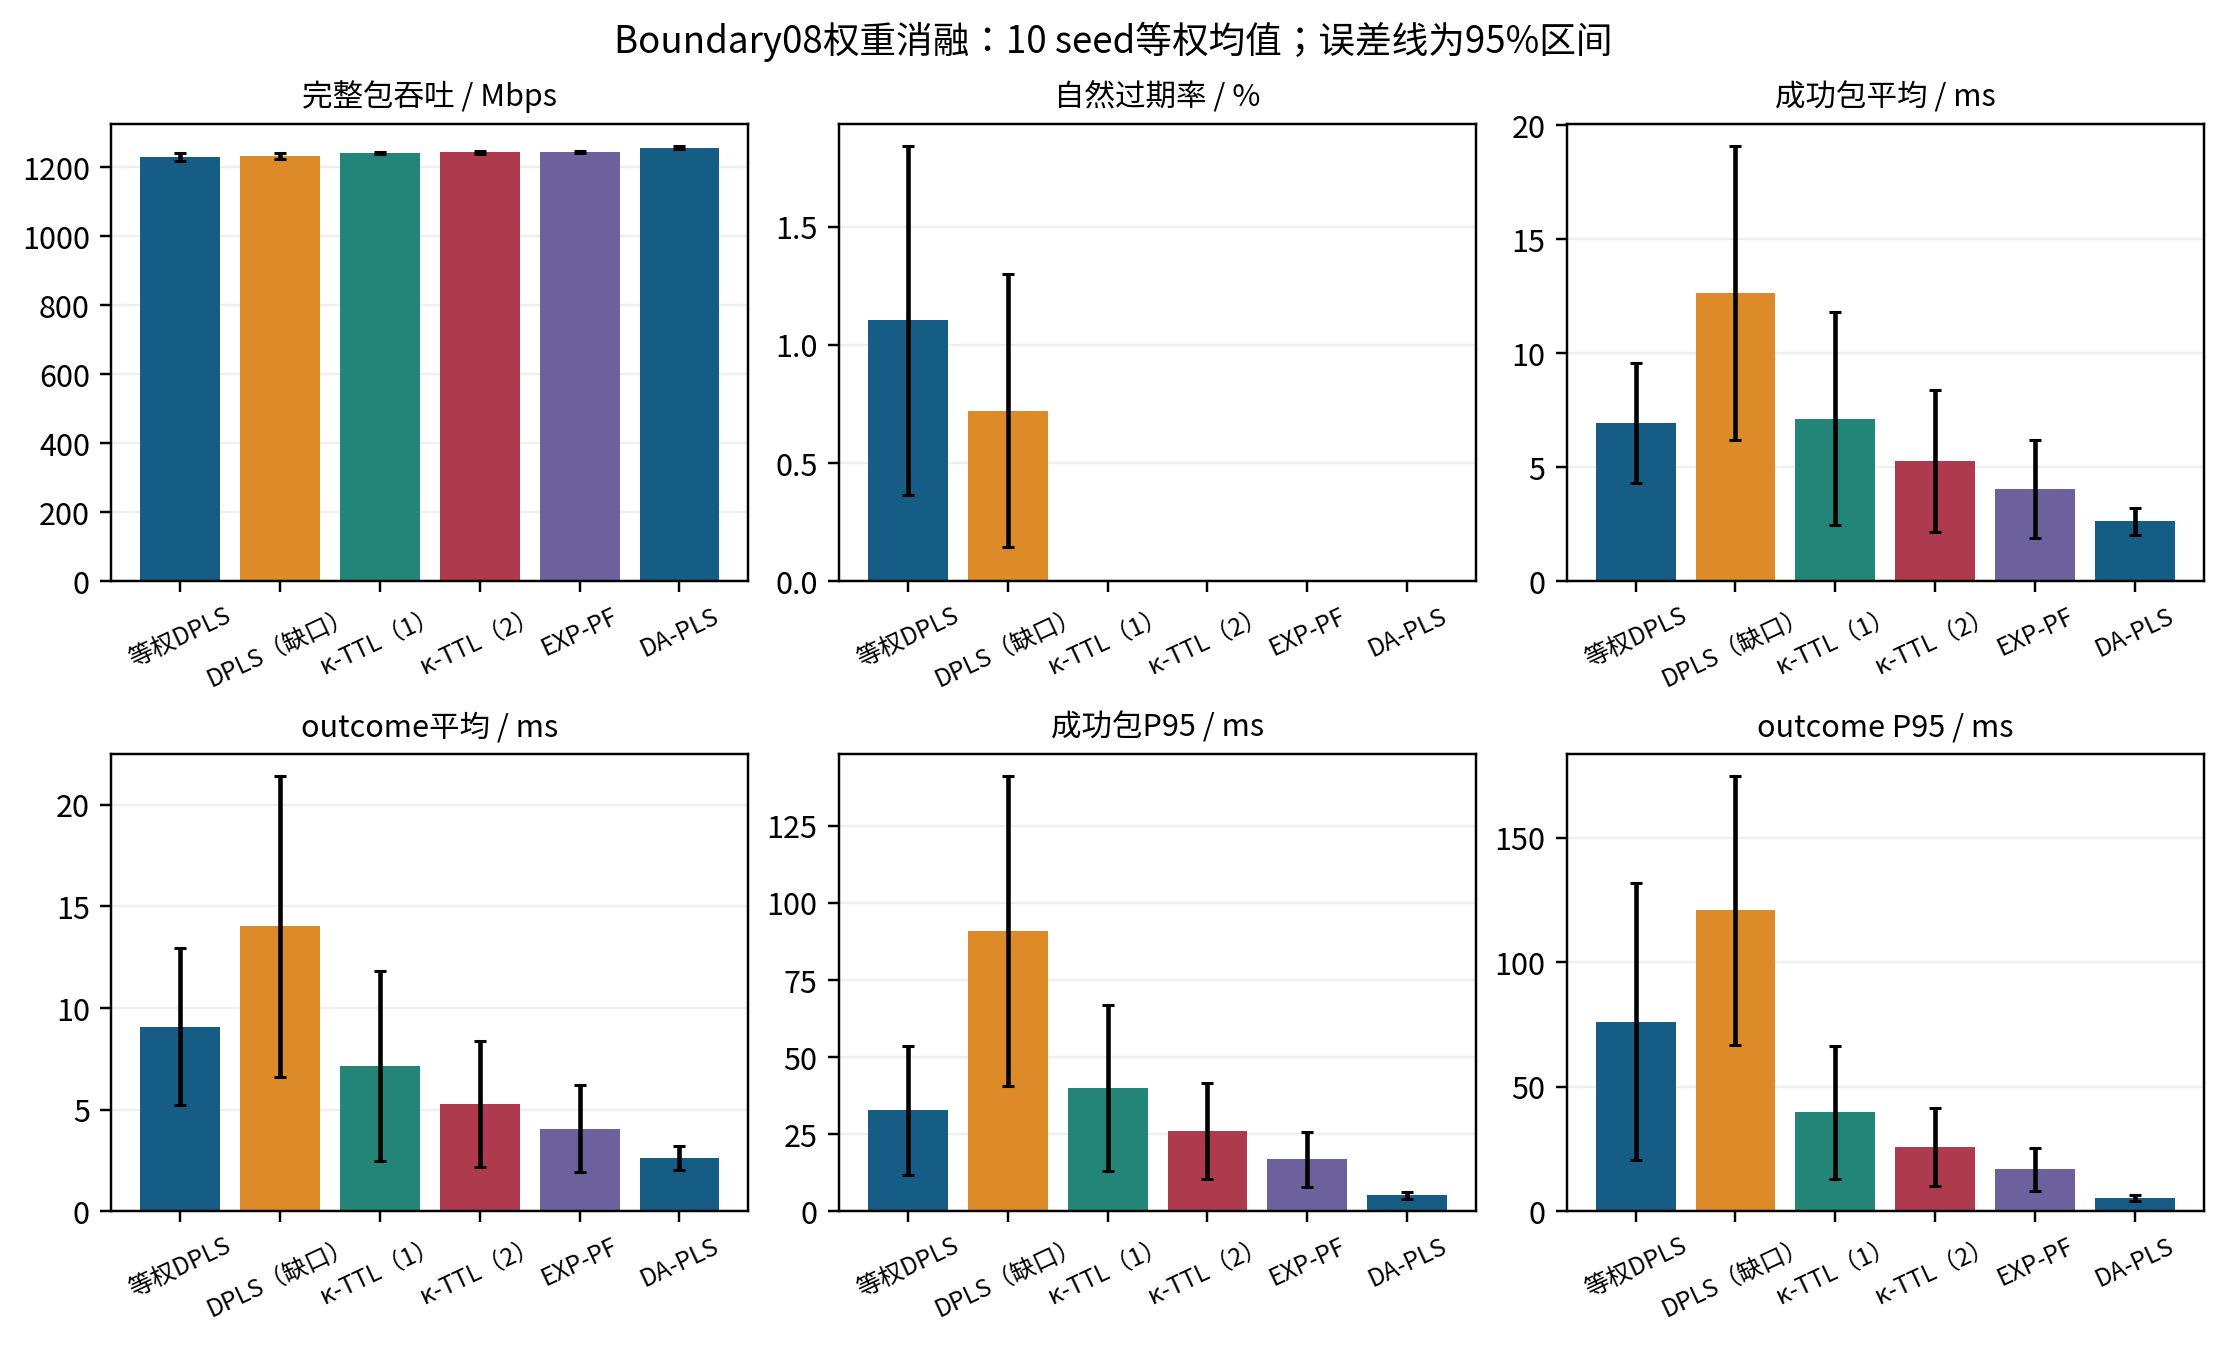 Boundary08权重消融：10 seed等权均值；误差线为95%区间
完整包吞吐 / Mbps
1200
1000
800
600
400
200
0
等权DPLS
DPLS（缺口）
κ-TTL（1）
κ-TTL（2）
EXP-PF
DA-PLS
自然过期率 / %
1.5
1.0
0.5
0.0
等权DPLS
DPLS（缺口）
κ-TTL（1）
κ-TTL（2）
EXP-PF
DA-PLS
成功包平均 / ms
20
15
10
5
0
等权DPLS
DPLS（缺口）
κ-TTL（1）
κ-TTL（2）
EXP-PF
DA-PLS
outcome平均 / ms
20
15
10
5
0
等权DPLS
DPLS（缺口）
κ-TTL（1）
κ-TTL（2）
EXP-PF
DA-PLS
成功包P95 / ms
125
100
75
50
25
0
等权DPLS
DPLS（缺口）
κ-TTL（1）
κ-TTL（2）
EXP-PF
DA-PLS
outcome P95 / ms
150
100
50
0
等权DPLS
DPLS（缺口）
κ-TTL（1）
κ-TTL（2）
EXP-PF
DA-PLS